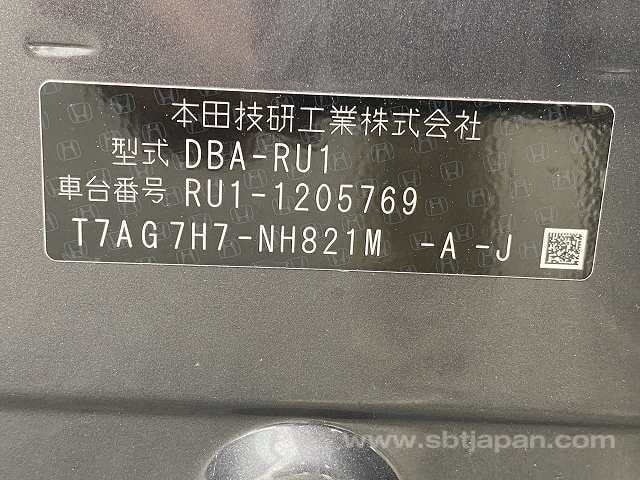 本田技研工業株式会社
型式 DBA-RU1
車台番号 RU1-1205769
T7AG7H7-NH821M -A -J
www.sbtjapan.com